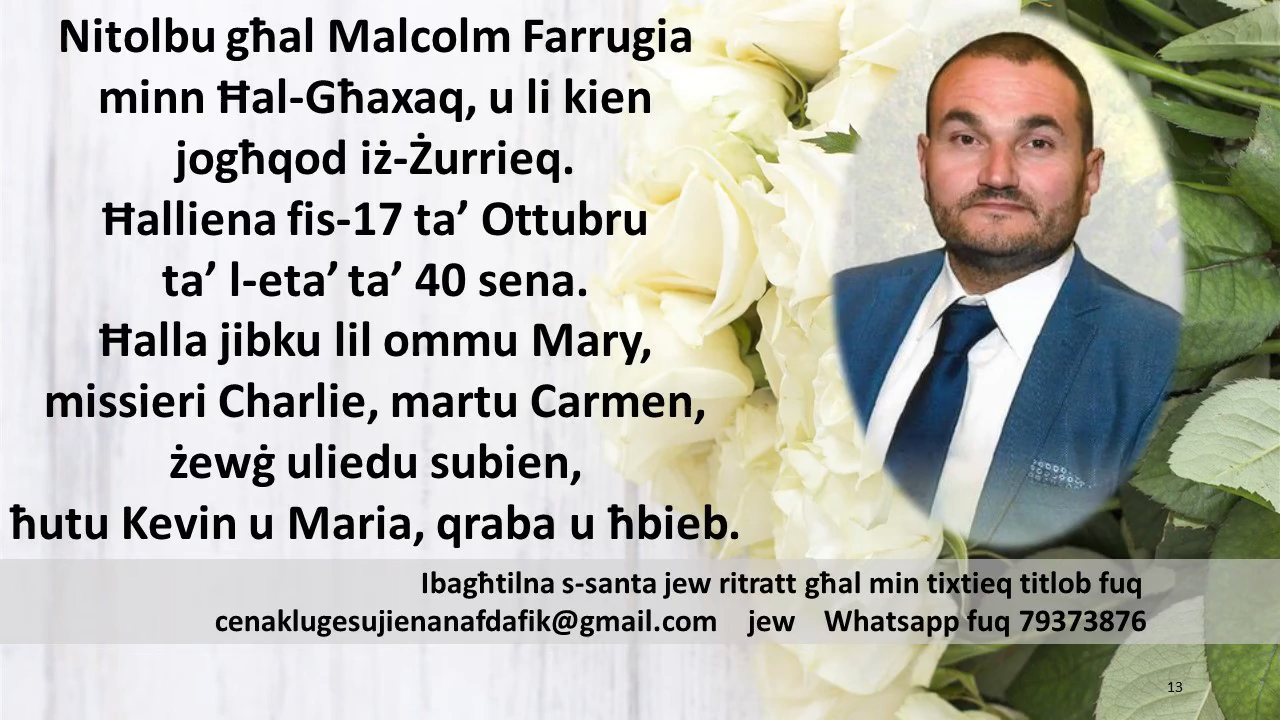 Nitolbu għal Malcolm Farrugia
minn Ħal-Għaxaq, u li kien
jogħqod iż-Żurrieq.
Ħalliena fis-17 ta’ Ottubru
ta’ l-eta’ ta’ 40 sena.
Ħalla jibku lil ommu Mary,
missieri Charlie, martu Carmen,
żewġ uliedu subien,
ħutu Kevin u Maria, qraba u ħbieb.
Ibagħtilna s-santa jew ritratt għal min tixtieq titlob fuq
cenaklugesujienanafdafik@gmail.com jew Whatsapp fuq 79373876
13